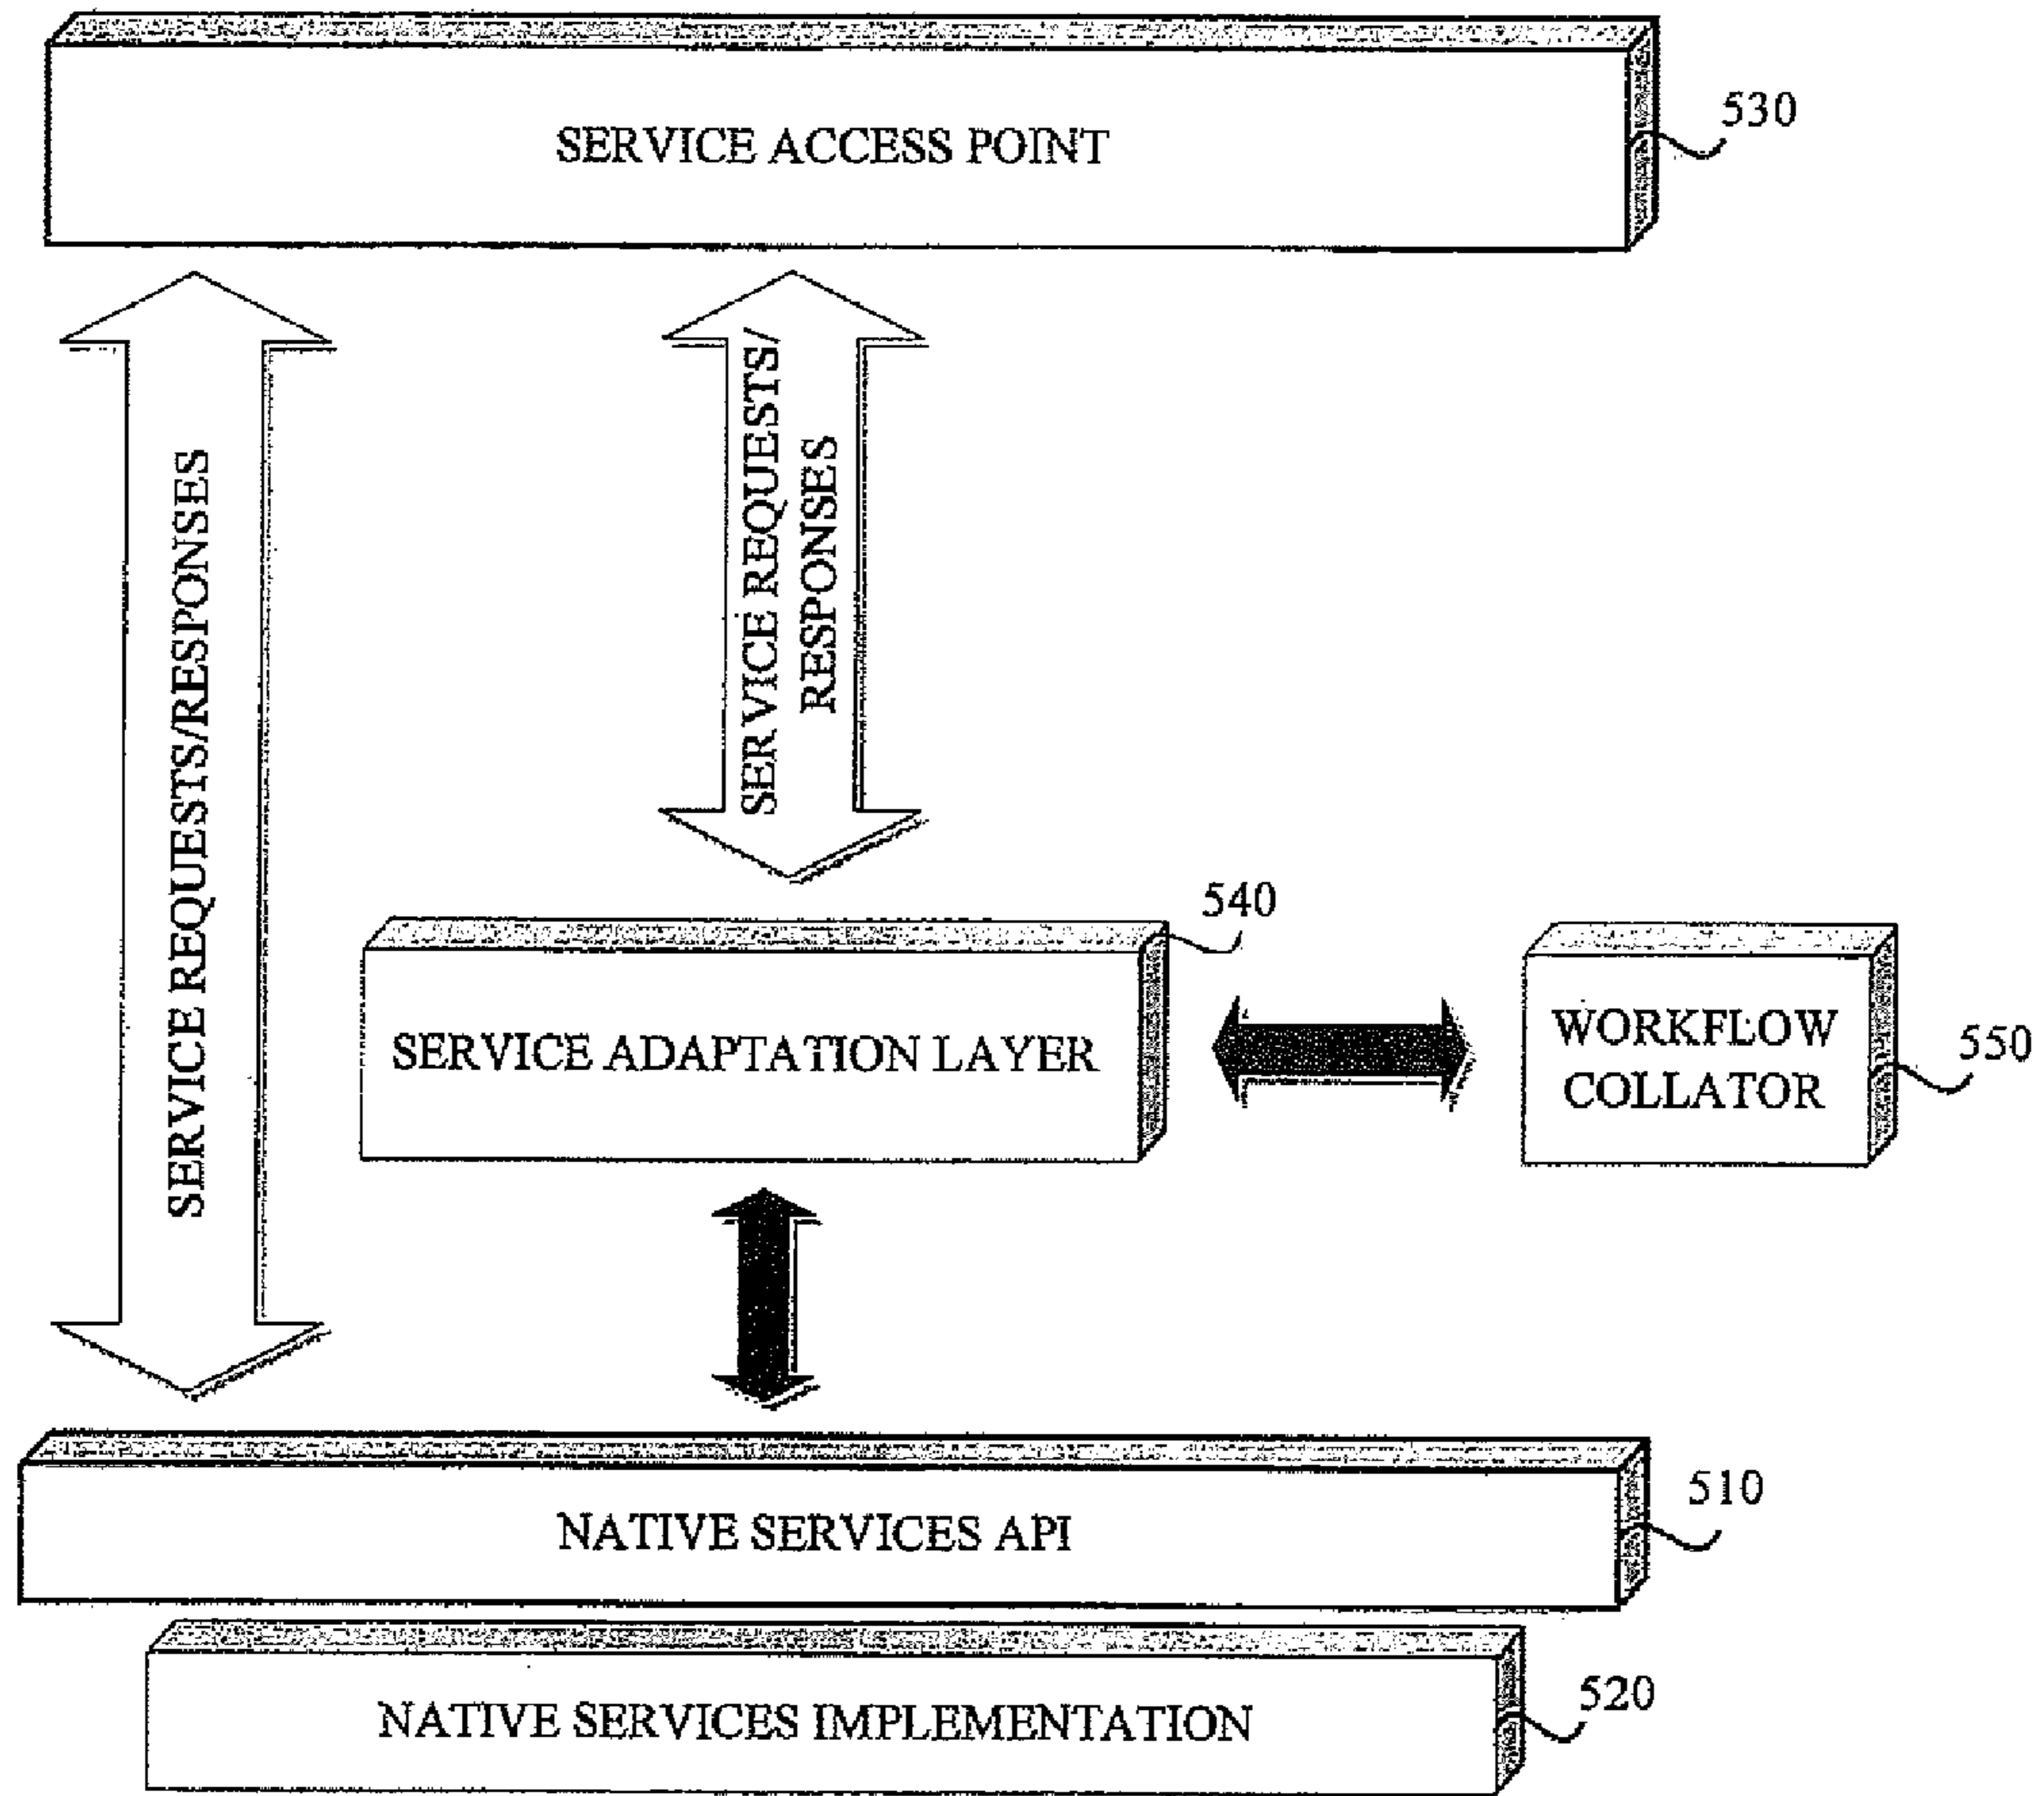 SERVICE ACCESS POINT
530
SERVICE REQUESTS/RESPONSES
SERVICE REQUESTS/
RESPONSES
540
SERVICE ADAPTATION LAYER
WORKFLOW
COLLATOR
550
NATIVE SERVICES API
510
NATIVE SERVICES IMPLEMENTATION
520